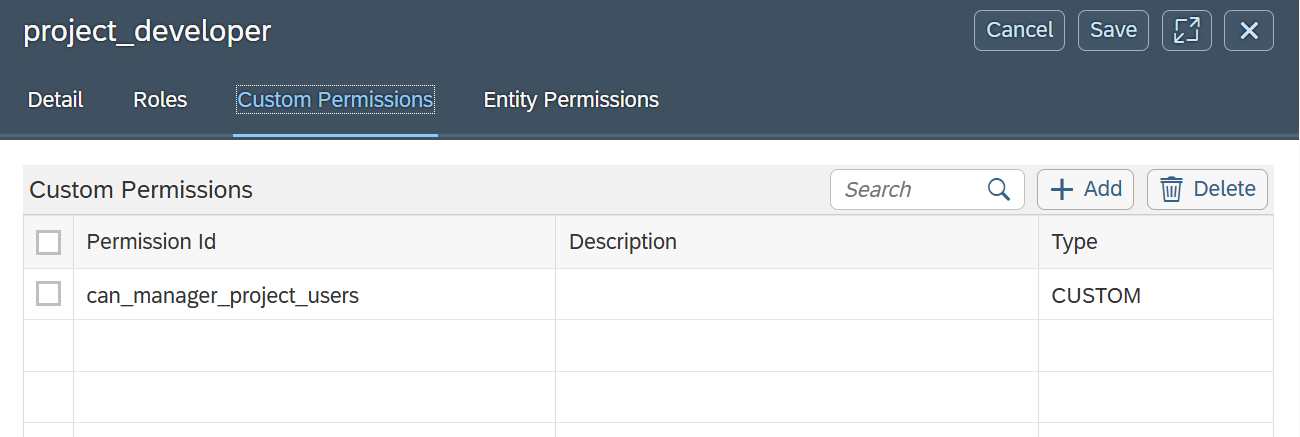 project_developer
Cancel Save
Detail Roles Custom Permissions Entity Permissions
Custom Permissions Search Add Delete
Permission Id Description Type
can_manager_project_users CUSTOM